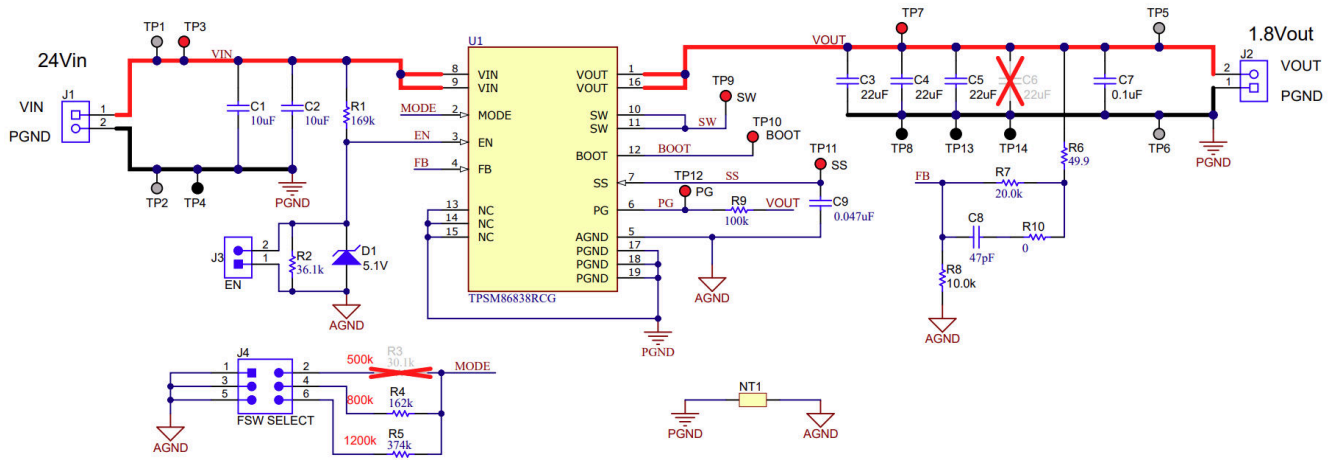 24Vin
TP1
TP3
VIN
J1
VIN
1
PGND
2
C1
10uF
C2
10uF
R1
169k
TP2
TP4
PGND
MODE
EN
FB
U1
8
VIN
9
VIN
2
MODE
3
EN
4
FB
13
NC
14
NC
15
NC
VOUT
1
VOUT
16
SW
10
SW
11
BOOT
12
SS
7
PG
6
AGND
5
PGND
17
PGND
18
PGND
19
TPSM86838RCG
VOUT
TP9
SW
SW
TP10
BOOT
BOOT
TP11
SS
SS
TP12
PG
PG
R9
100k
VOUT
C9
0.047uF
AGND
PGND
J3
2
1
EN
R2
36.1k
D1
5.1V
AGND
TP7
TP5
1.8Vout
J2
VOUT
2
PGND
1
C3
22uF
C4
22uF
C5
22uF
C6
22uF
C7
0.1uF
TP8
TP13
TP14
TP6
PGND
R6
49.9
FB
R7
20.0k
C8
47pF
R10
0
R8
10.0k
AGND
J4
1
2
3
4
5
6
FSW SELECT
AGND
500k
R3
30.1k
MODE
800k
R4
162k
1200k
R5
374k
NT1
PGND
AGND